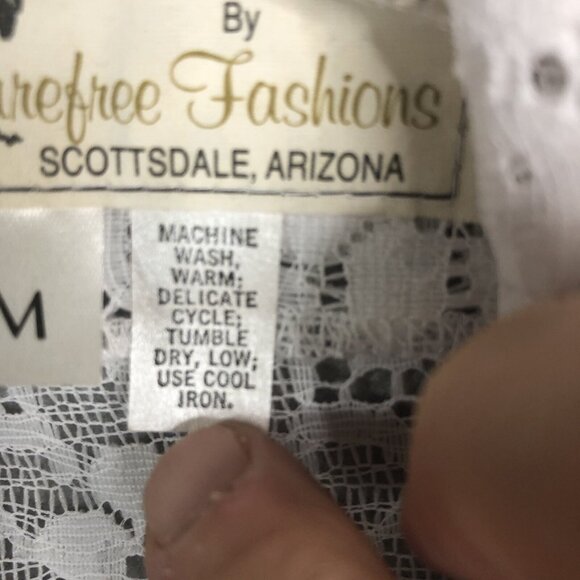 By
arefree Fashions
SCOTTSDALE, ARIZONA
M
MACHINE
WASH,
WARM;
DELICATE
CYCLE;
TUMBLE
DRY, LOW;
USE COOL
IRON.